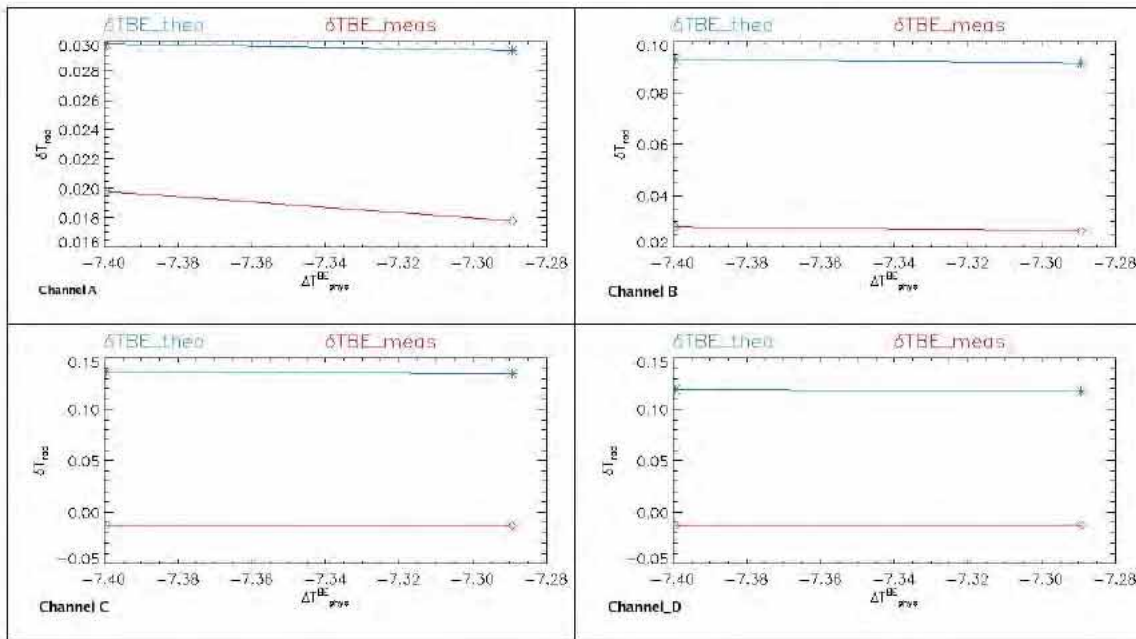 δTBE_theo δTBE_meas
0.030
0.028
0.026
0.024
0.022
0.020
0.018
0.016
δT_rad
−7.40 −7.38 −7.36 −7.34 −7.32 −7.30 −7.28
ΔT^BE_phys
Channel A
δTBE_theo δTBE_meas
0.10
0.08
0.06
0.04
0.02
δT_rad
−7.40 −7.38 −7.36 −7.34 −7.32 −7.30 −7.28
ΔT^BE_phys
Channel B
δTBE_theo δTBE_meas
0.15
0.10
0.05
0.00
−0.05
δT_rad
−7.40 −7.38 −7.36 −7.34 −7.32 −7.30 −7.28
ΔT^BE_phys
Channel C
δTBE_theo δTBE_meas
0.15
0.10
0.05
0.00
−0.05
δT_rad
−7.40 −7.38 −7.36 −7.34 −7.32 −7.30 −7.28
ΔT^BE_phys
Channel_D